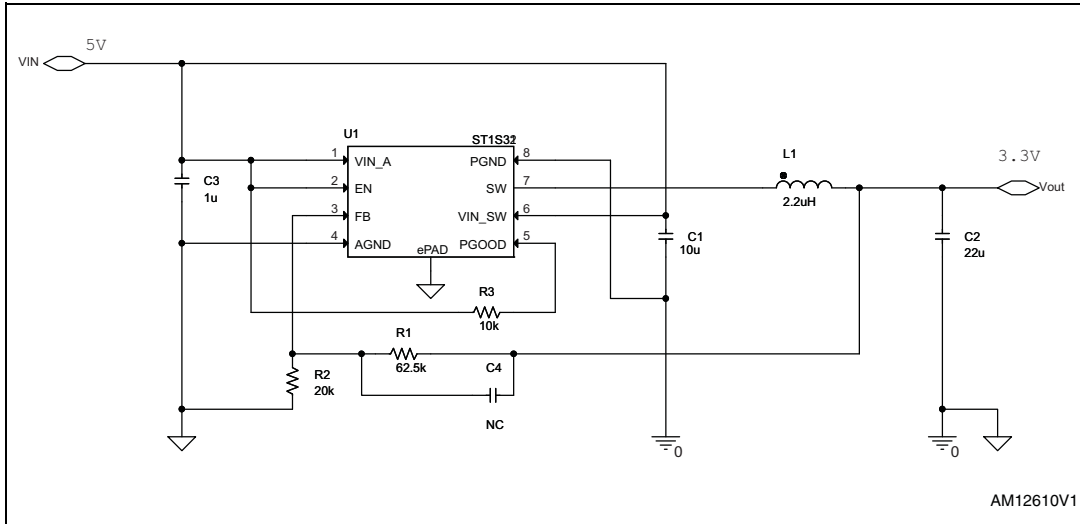 5V
VIN
U1
ST1S32
1
VIN_A
PGND
8
2
EN
SW
7
3
FB
VIN_SW
6
4
AGND
PGOOD
5
ePAD
C3
1u
L1
2.2uH
3.3V
Vout
C1
10u
C2
22u
R3
10k
R1
62.5k
C4
NC
R2
20k
0
0
AM12610V1